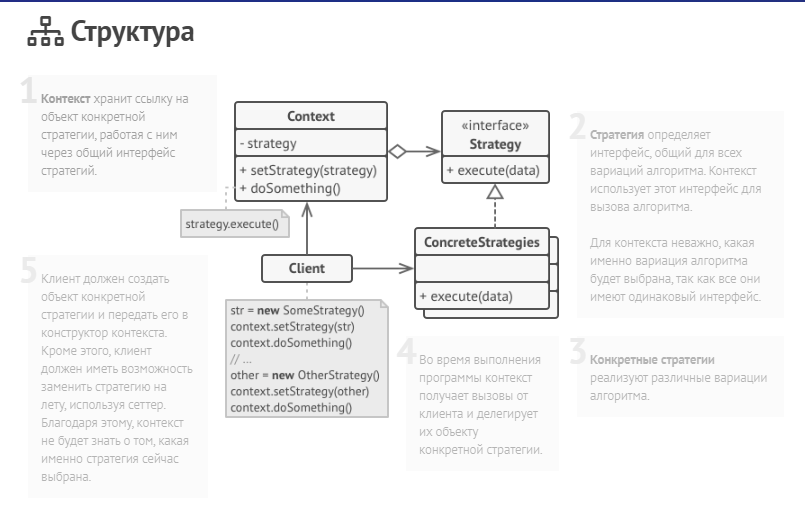 Структура
1
Контекст хранит ссылку на
объект конкретной
стратегии, работая с ним
через общий интерфейс
стратегий.
Context
- strategy
+ setStrategy(strategy)
+ doSomething()
strategy.execute()
«interface»
Strategy
+ execute(data)
2
Стратегия определяет
интерфейс, общий для всех
вариаций алгоритма. Контекст
использует этот интерфейс для
вызова алгоритма.
Для контекста неважно, какая
именно вариация алгоритма
будет выбрана, так как все они
имеют одинаковый интерфейс.
ConcreteStrategies
+ execute(data)
Client
str = new SomeStrategy()
context.setStrategy(str)
context.doSomething()
// ...
other = new OtherStrategy()
context.setStrategy(other)
context.doSomething()
3
Конкретные стратегии
реализуют различные вариации
алгоритма.
4
Во время выполнения
программы контекст
получает вызовы от
клиента и делегирует
их объекту
конкретной стратегии.
5
Клиент должен создать
объект конкретной
стратегии и передать его в
конструктор контекста.
Кроме этого, клиент
должен иметь возможность
заменить стратегию на
лету, используя сеттер.
Благодаря этому, контекст
не будет знать о том, какая
именно стратегия сейчас
выбрана.